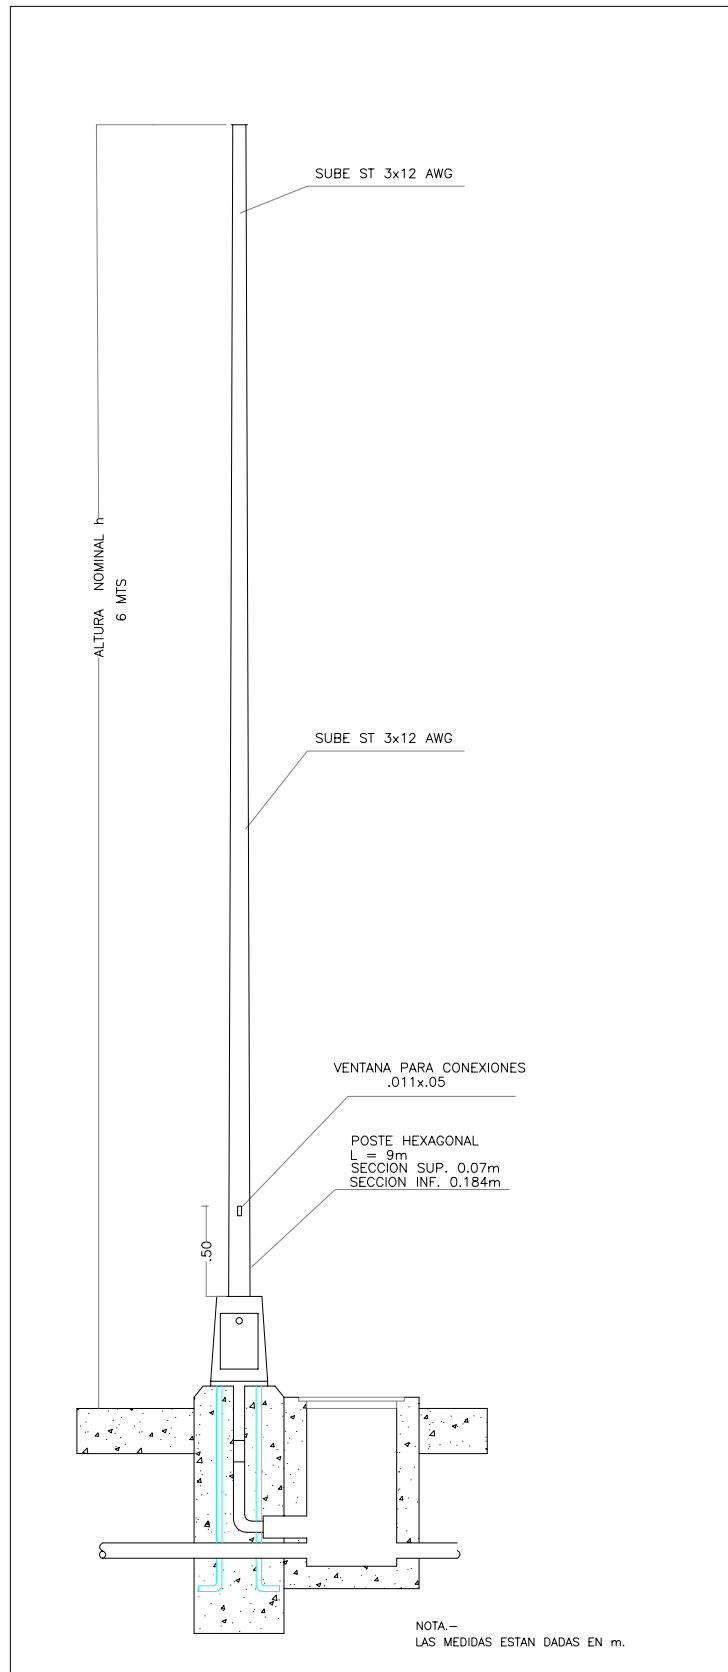 SUBE ST 3x12 AWG
ALTURA NOMINAL h
6 MTS
SUBE ST 3x12 AWG
VENTANA PARA CONEXIONES
.011x.05
POSTE HEXAGONAL
L = 9m
SECCION SUP. 0.07m
SECCION INF. 0.184m
.50
NOTA.-
LAS MEDIDAS ESTAN DADAS EN m.